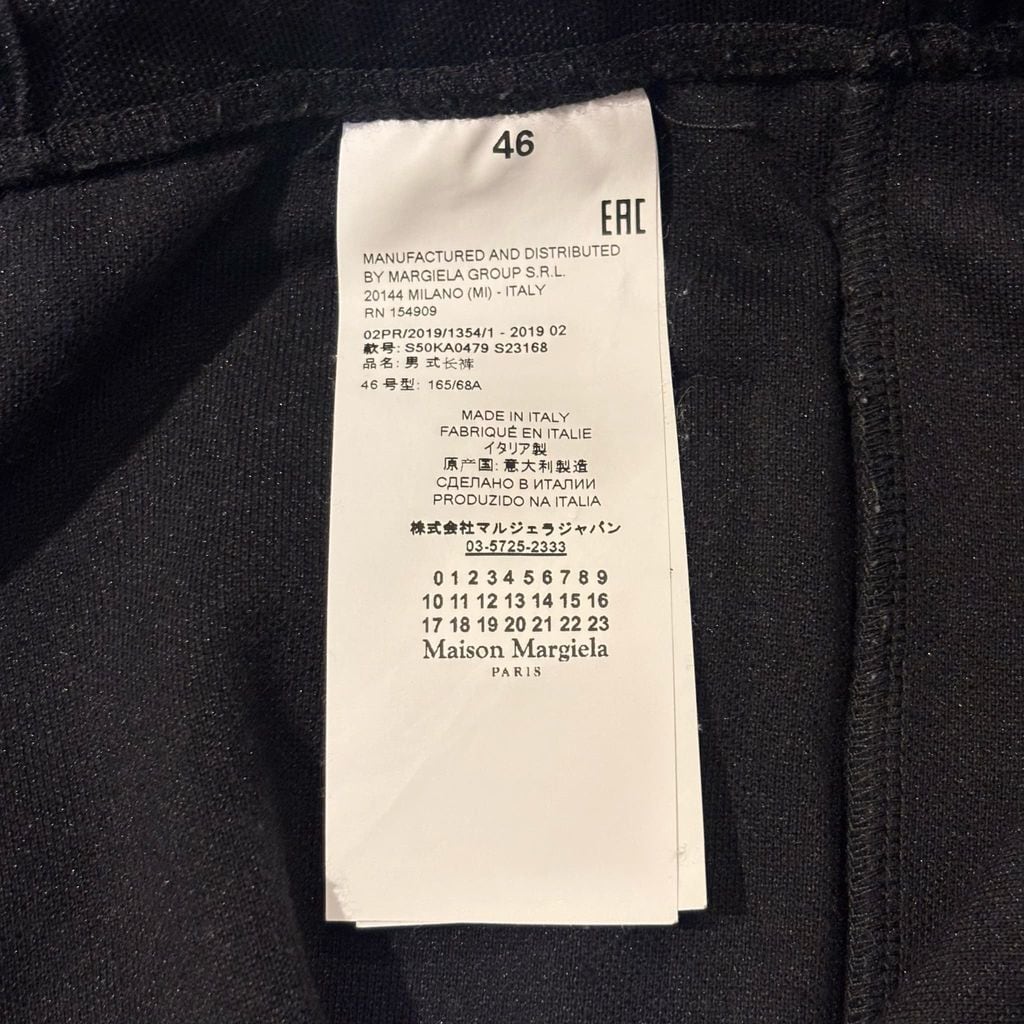 46
EAC
MANUFACTURED AND DISTRIBUTED
BY MARGIELA GROUP S.R.L.
20144 MILANO (MI) - ITALY
RN 154909
02PR/2019/1354/1 - 2019 02
款号: S50KA0479 S23168
品名: 男 式长裤
46 号型: 165/68A
MADE IN ITALY
FABRIQUÉ EN ITALIE
イタリア製
原产国: 意大利製造
СДЕЛАНО В ИТАЛИИ
PRODUZIDO NA ITALIA
株式会社マルジェラジャパン
03-5725-2333
0 1 2 3 4 5 6 7 8 9
10 11 12 13 14 15 16
17 18 19 20 21 22 23
Maison Margiela
PARIS